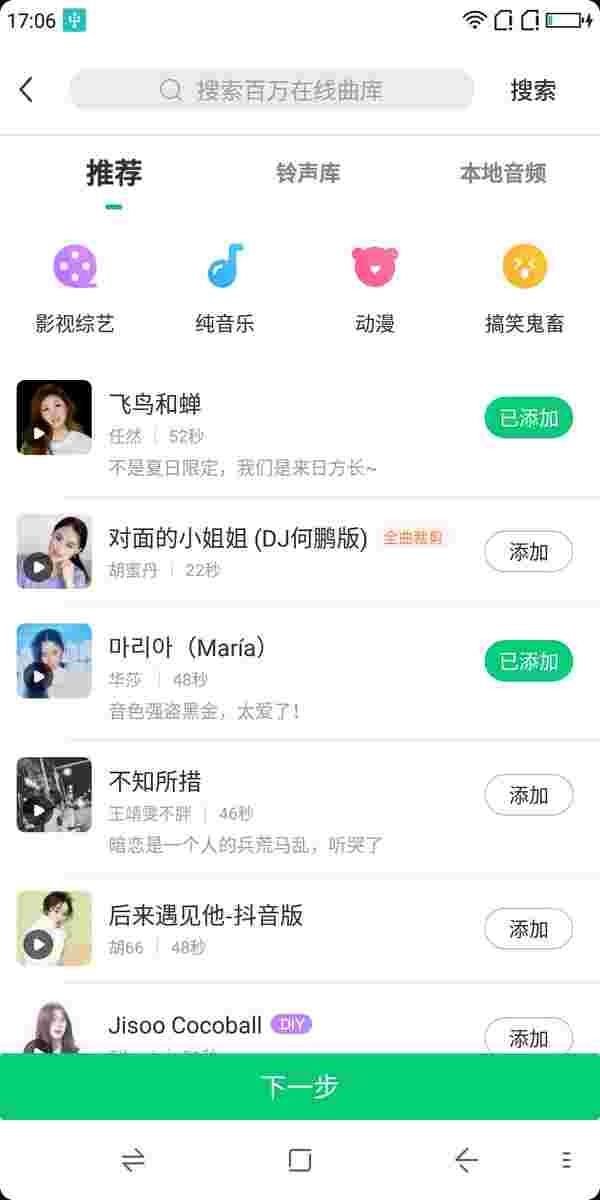 17:06
搜索百万在线曲库
搜索
推荐
铃声库
本地音频
影视综艺
纯音乐
动漫
搞笑鬼畜
飞鸟和蝉
任然 | 52秒
不是夏日限定，我们是来日方长~
已添加
对面的小姐姐 (DJ何鹏版) 全曲裁剪
胡蜜丹 | 22秒
添加
마리아（María）
华莎 | 48秒
音色强盗黑金，太爱了！
已添加
不知所措
王靖雯不胖 | 46秒
暗恋是一个人的兵荒马乱，听哭了
添加
后来遇见他-抖音版
胡66 | 48秒
添加
Jisoo Cocoball DIY
添加
下一步